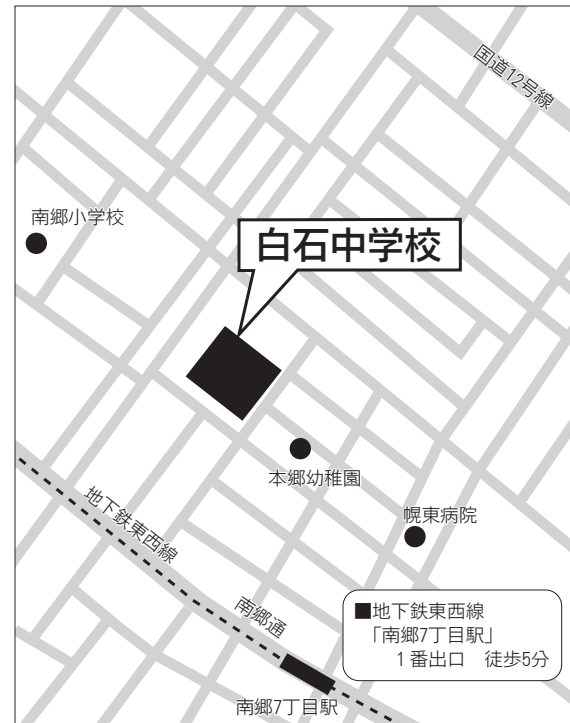 国道12号線
南郷小学校
白石中学校
本郷幼稚園
地下鉄東西線
幌東病院
南郷通
■地下鉄東西線
「南郷7丁目駅」
1番出口 徒歩5分
南郷7丁目駅